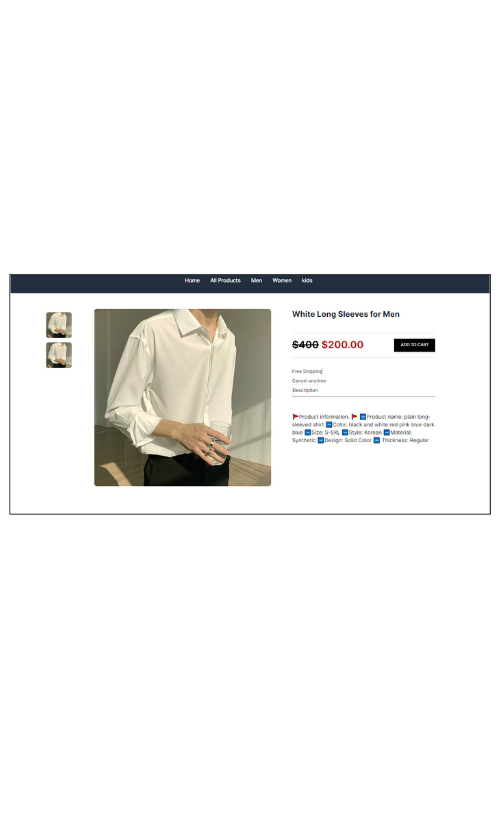 Home All Products Men Women kids
White Long Sleeves for Men
$400 $200.00 ADD TO CART
Free Shipping
Cancel anytime
Description
🚩Product information. 🚩 ➡️Product name: plain long-
sleeved shirt ➡️Color: black and white red pink blue dark
blue ➡️Size: S-5XL ➡️Style: Korean ➡️Material:
Synthetic ➡️Design: Solid Color ➡️ Thickness: Regular